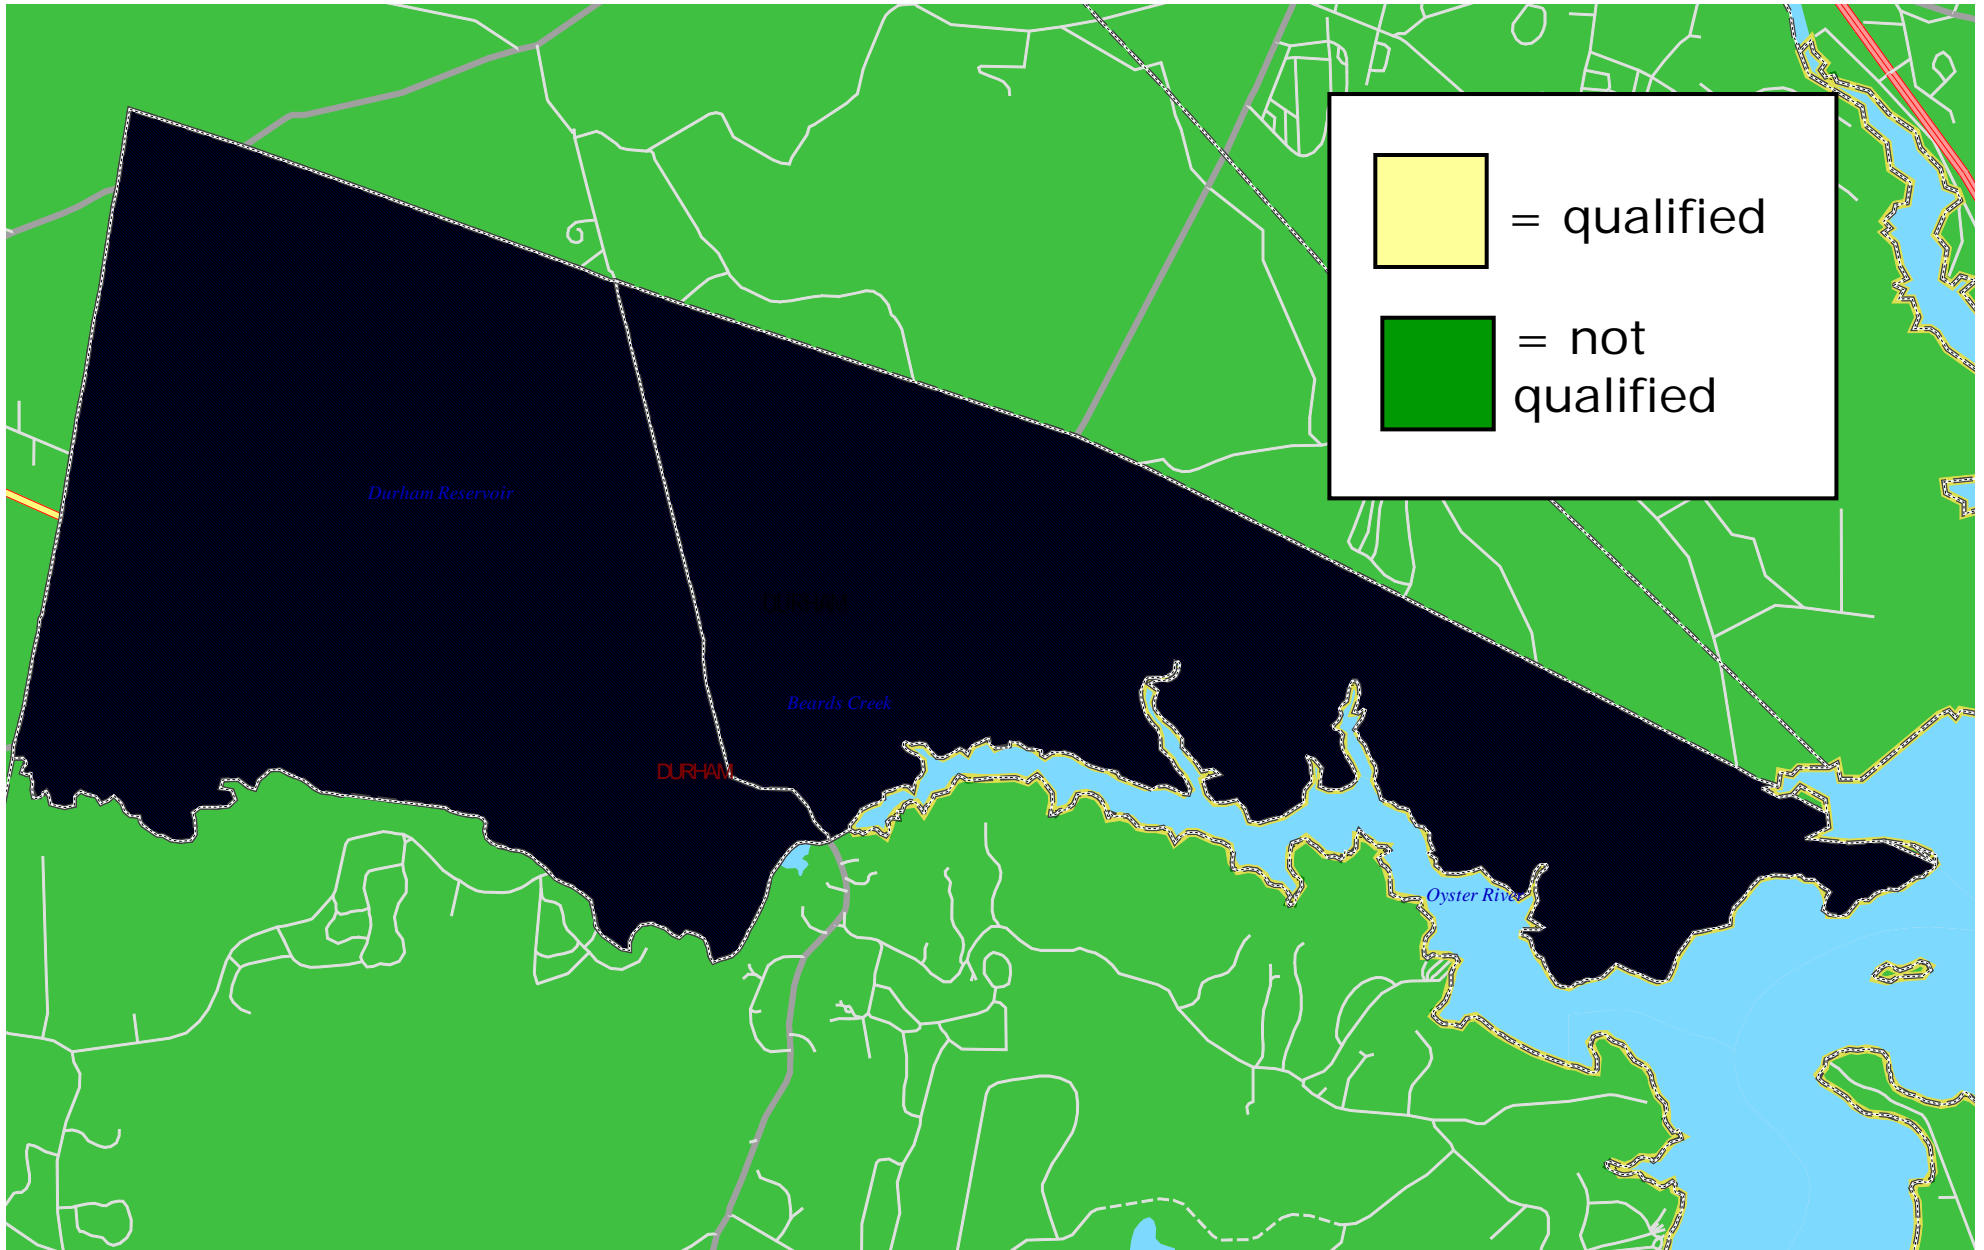 = qualified
= not
qualified
Durham Reservoir
Beards Creek
DURHAM
Oyster River